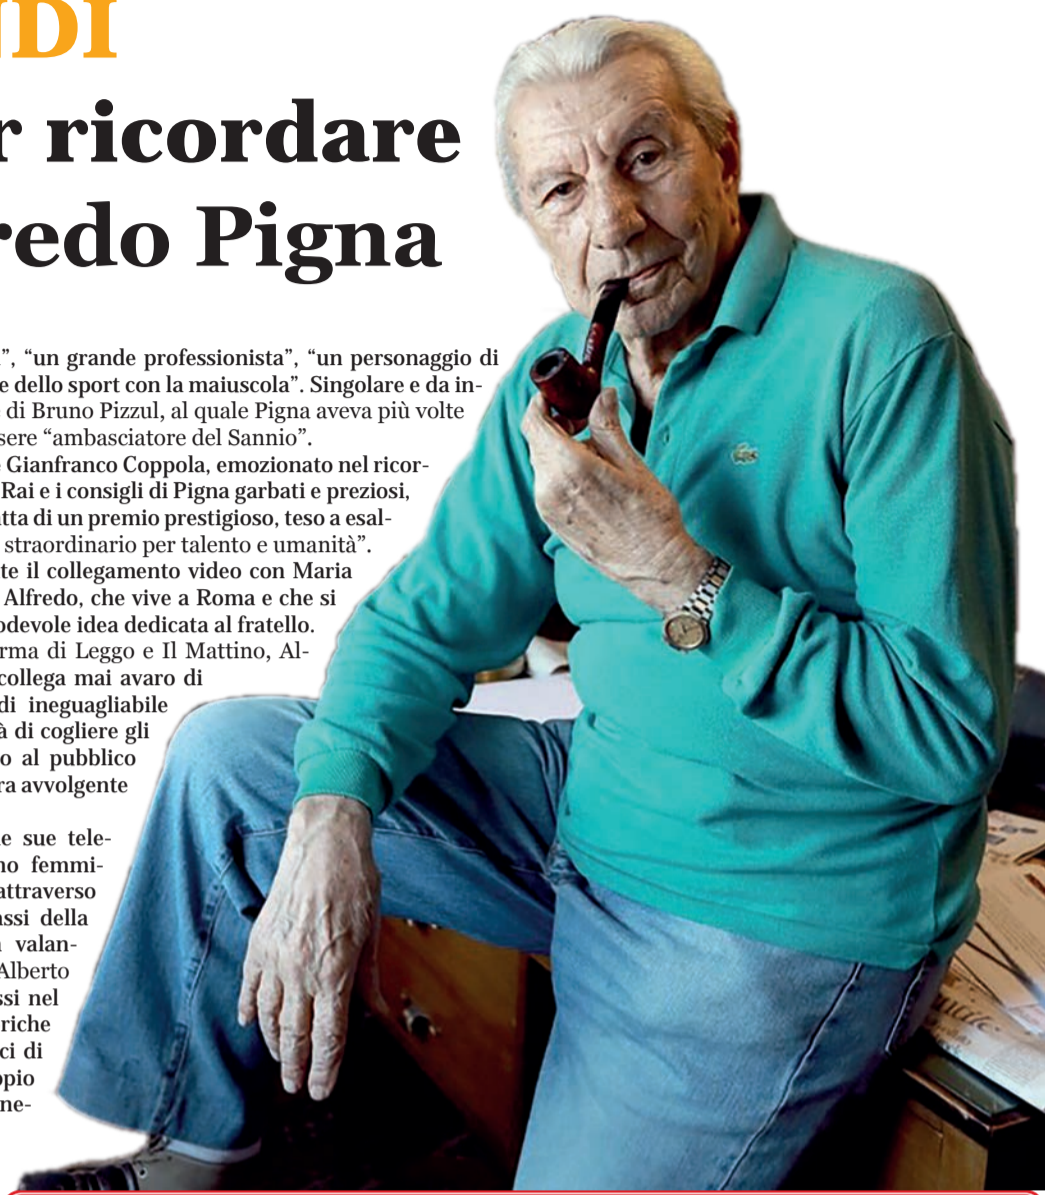 NDI
r ricordare
redo Pigna
”, “un grande professionista”, “un personaggio di
e dello sport con la maiuscola”. Singolare e da in-
e di Bruno Pizzul, al quale Pigna aveva più volte
sere “ambasciatore del Sannio”.
e Gianfranco Coppola, emozionato nel ricor-
Rai e i consigli di Pigna garbati e preziosi,
atta di un premio prestigioso, teso a esal-
straordinario per talento e umanità”.
te il collegamento video con Maria
Alfredo, che vive a Roma e che si
odevole idea dedicata al fratello.
rma di Leggo e Il Mattino, Al-
collega mai avaro di
di ineguagliabile
à di cogliere gli
o al pubblico
ra avvolgente
e sue tele-
no femmi-
attraverso
assi della
a valan-
Alberto
ssi nel
riche
ci di
opio
ne-